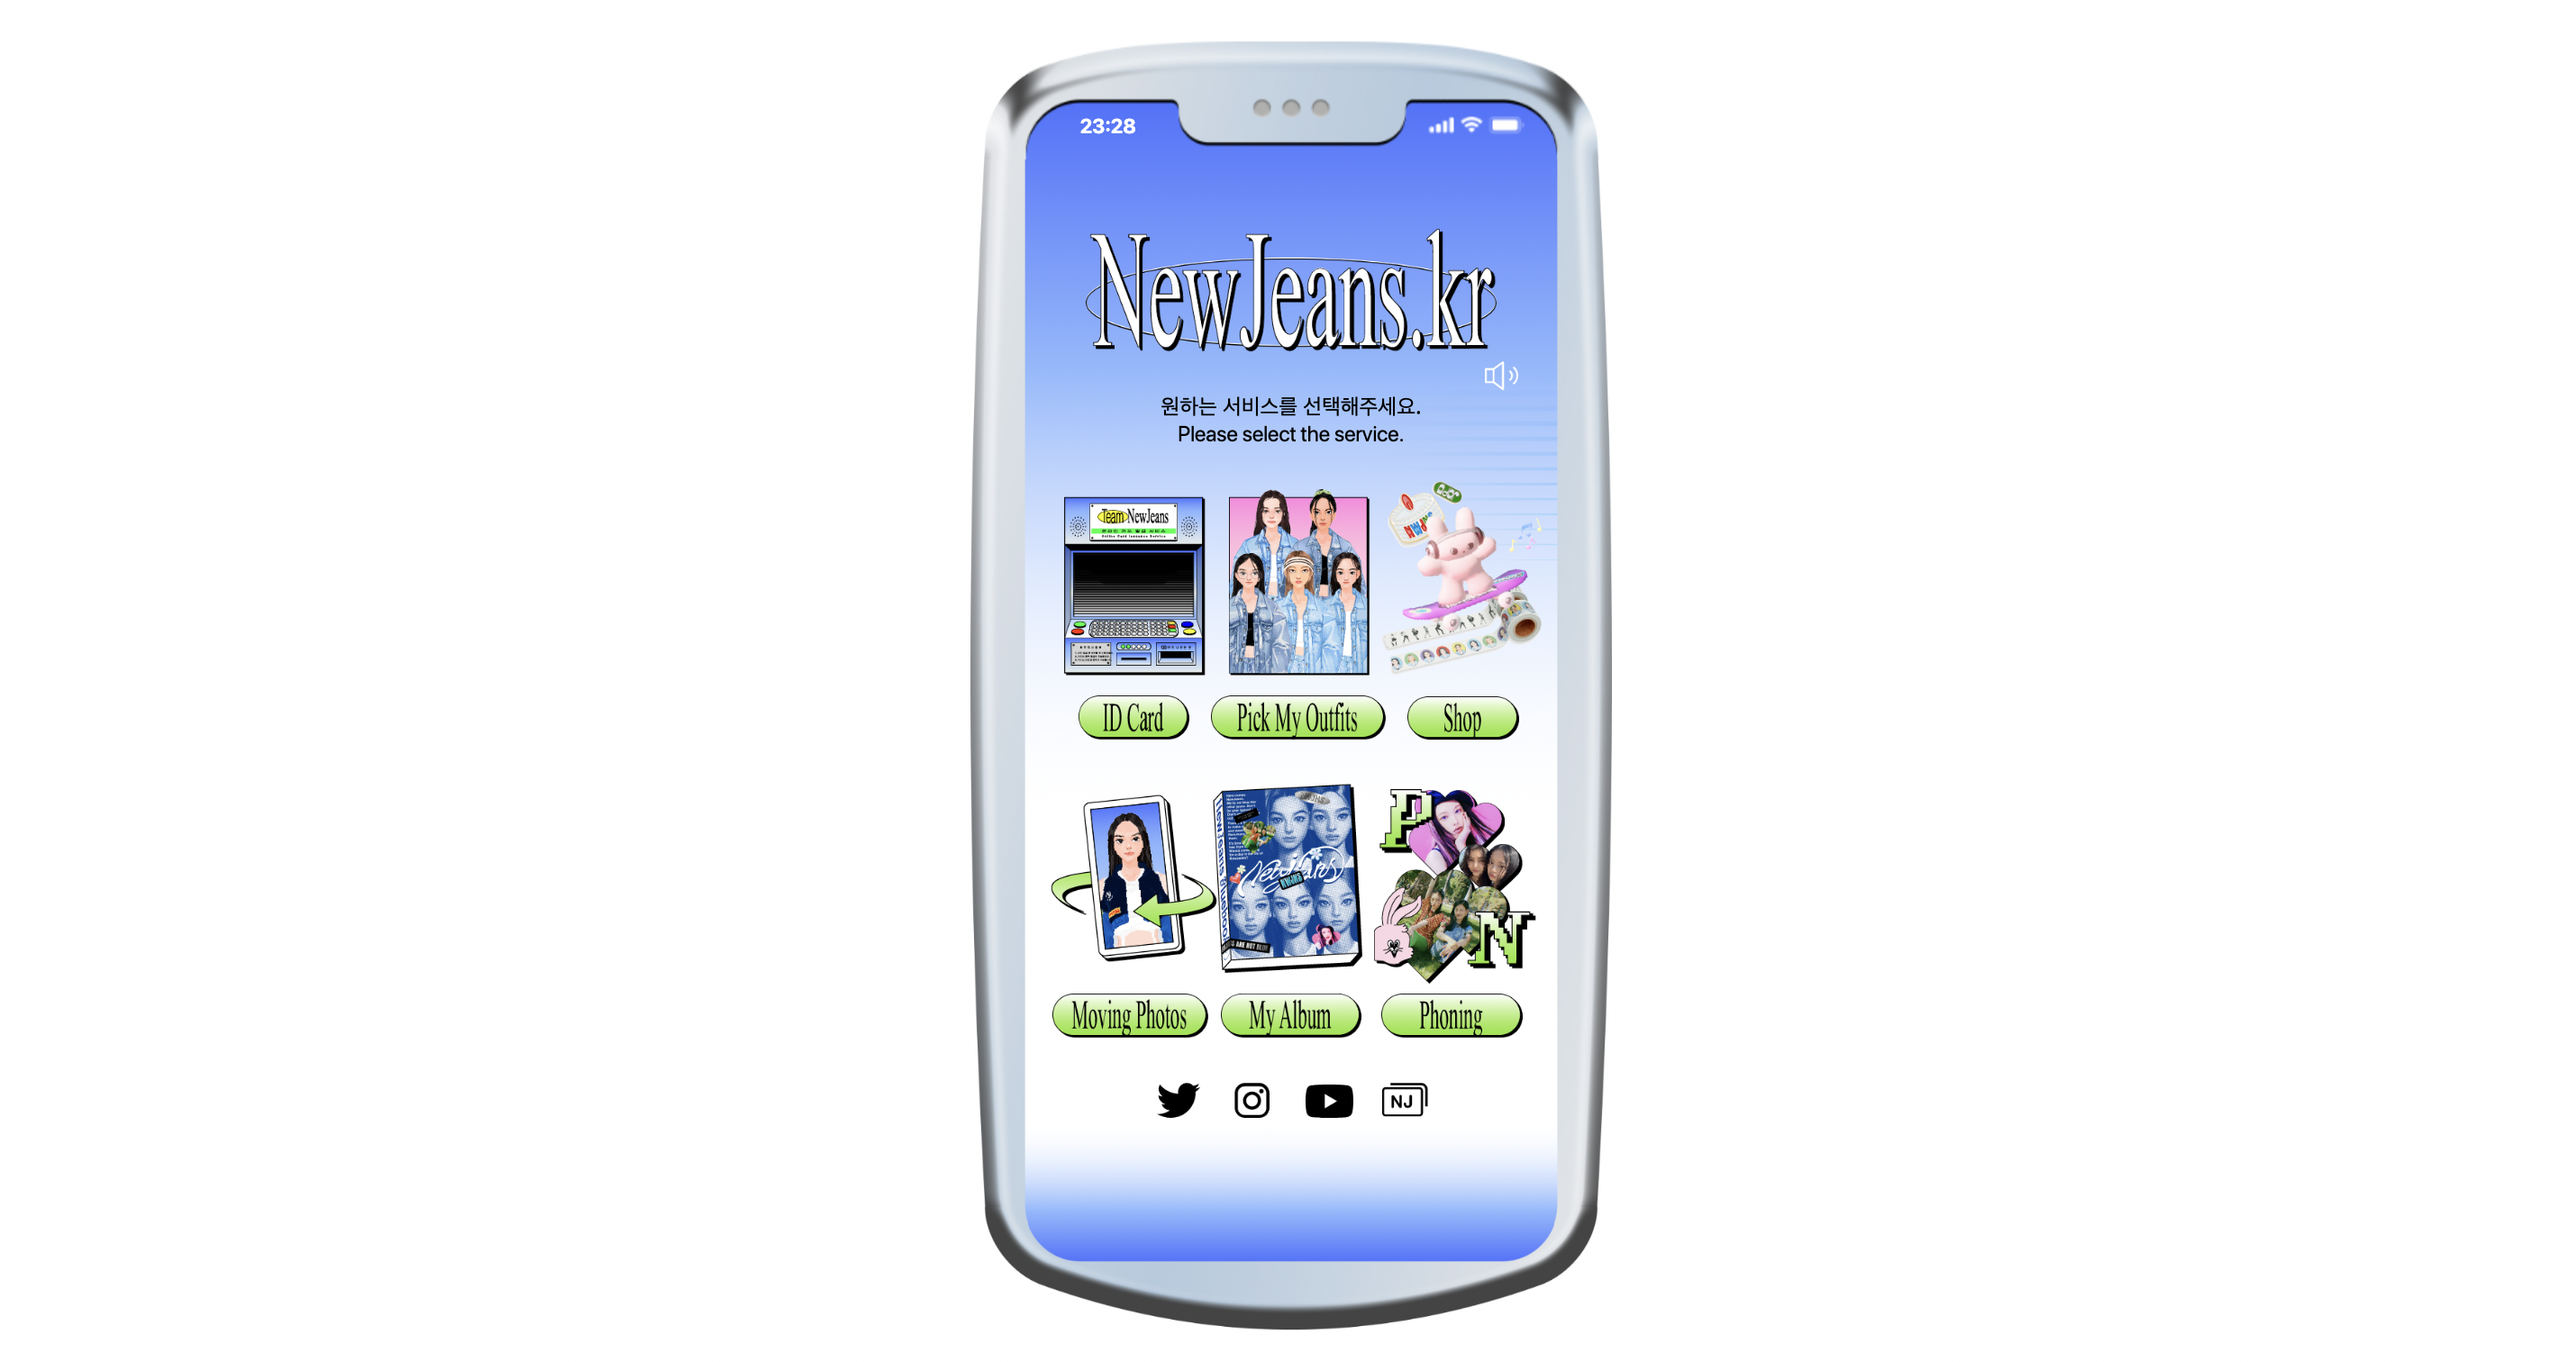 23:28
NewJeans.kr
원하는 서비스를 선택해주세요.
Please select the service.
Team NewJeans
ID Card
Pick My Outfits
Shop
NewJeans
P
N
Moving Photos
My Album
Phoning
NJ